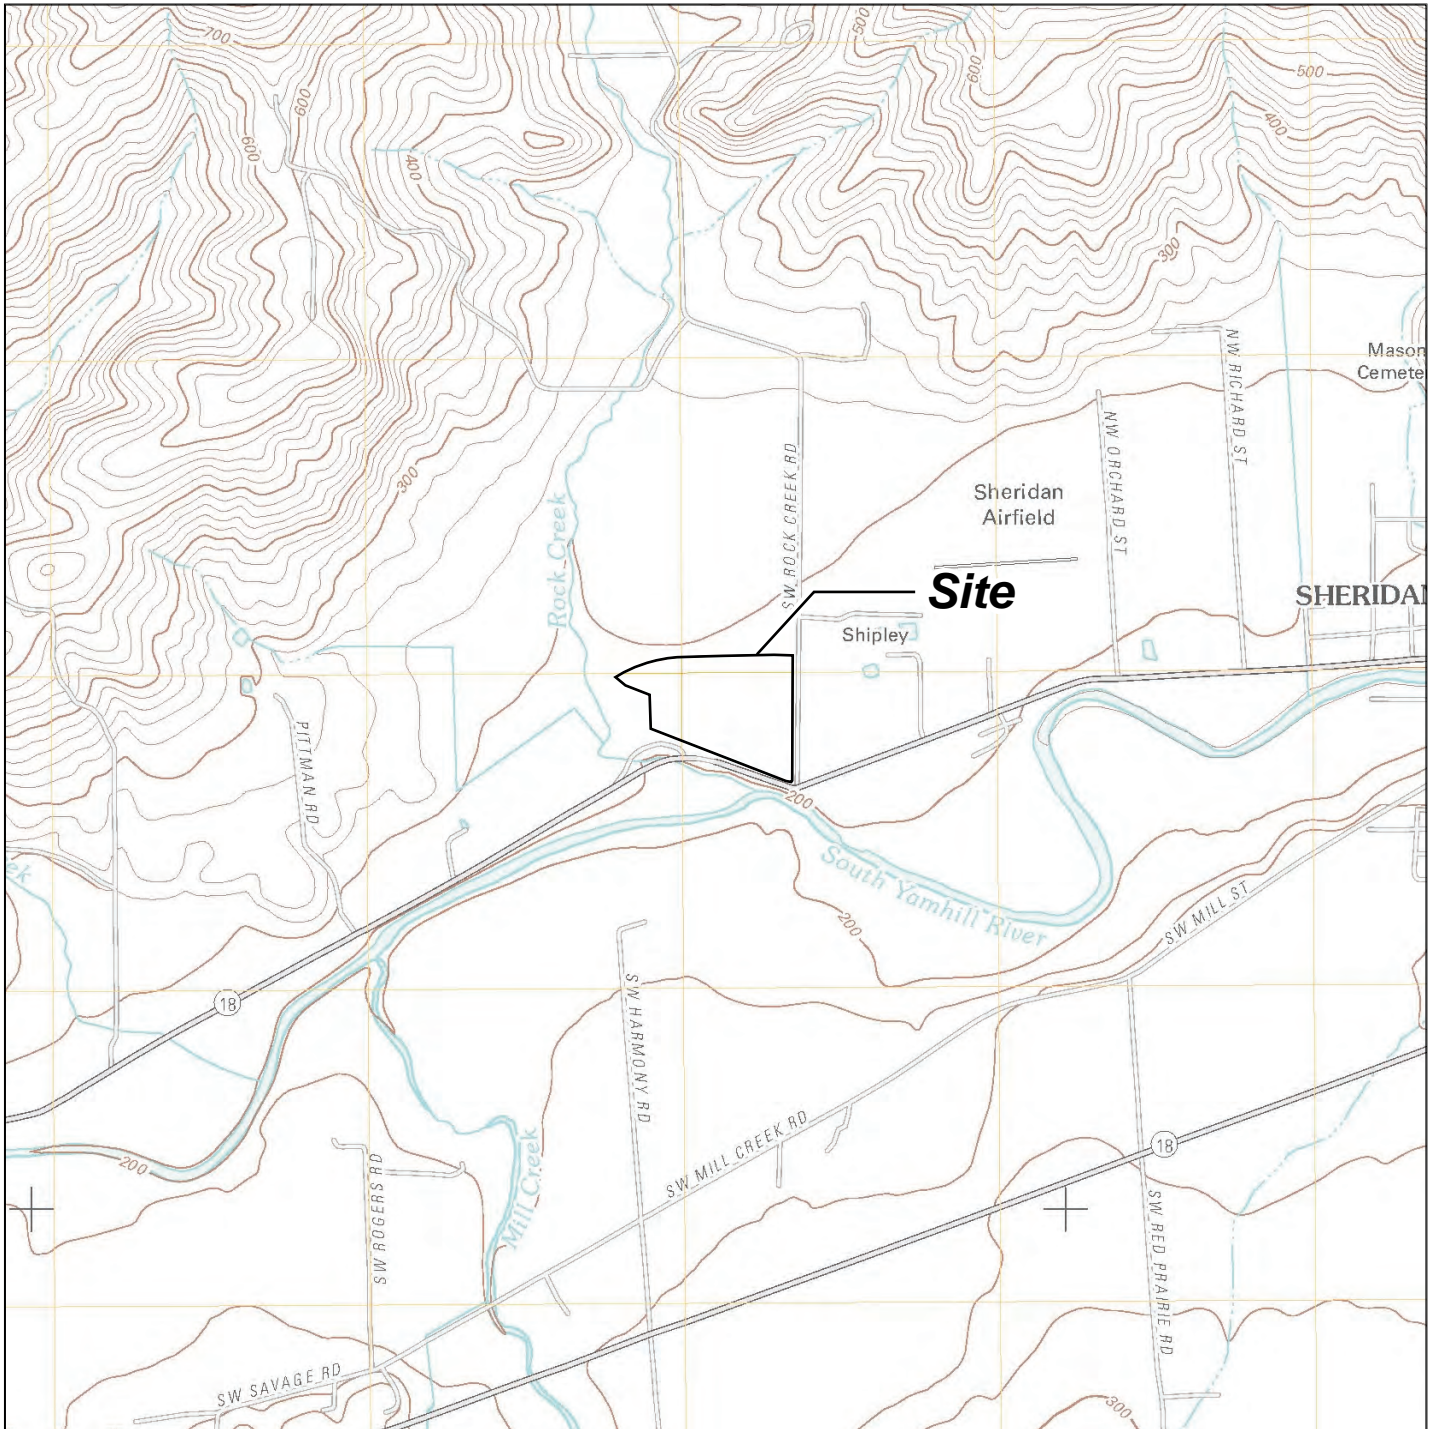 700
600
600
400
500
600
500
400
300
Mason
Cemete
NW RICHARD ST
NW ORCHARD ST
SW ROCK CREEK RD
300
Rock Creek
Sheridan
Airfield
Site
SHERIDAN
Shipley
PITTMAN RD
200
South Yamhill River
ek
200
SW MILL ST
18
SW HARMONY RD
SW MILL CREEK RD
18
200
SW ROGERS RD
Mill Creek
SW RED PRAIRIE RD
SW SAVAGE RD
300